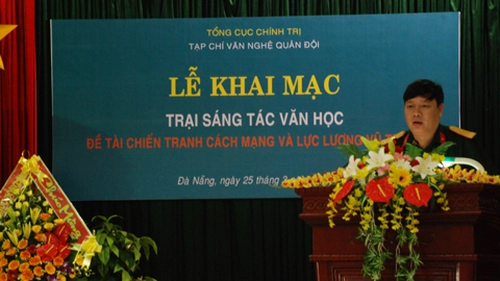 TỔNG CỤC CHÍNH TRỊ
TẠP CHÍ VĂN NGHỆ QUÂN ĐỘI
LỄ KHAI MẠC
TRẠI SÁNG TÁC VĂN HỌC
ĐỀ TÀI CHIẾN TRANH CÁCH MẠNG VÀ LỰC LƯỢNG VŨ
Đà Nẵng, ngày 25 tháng 3